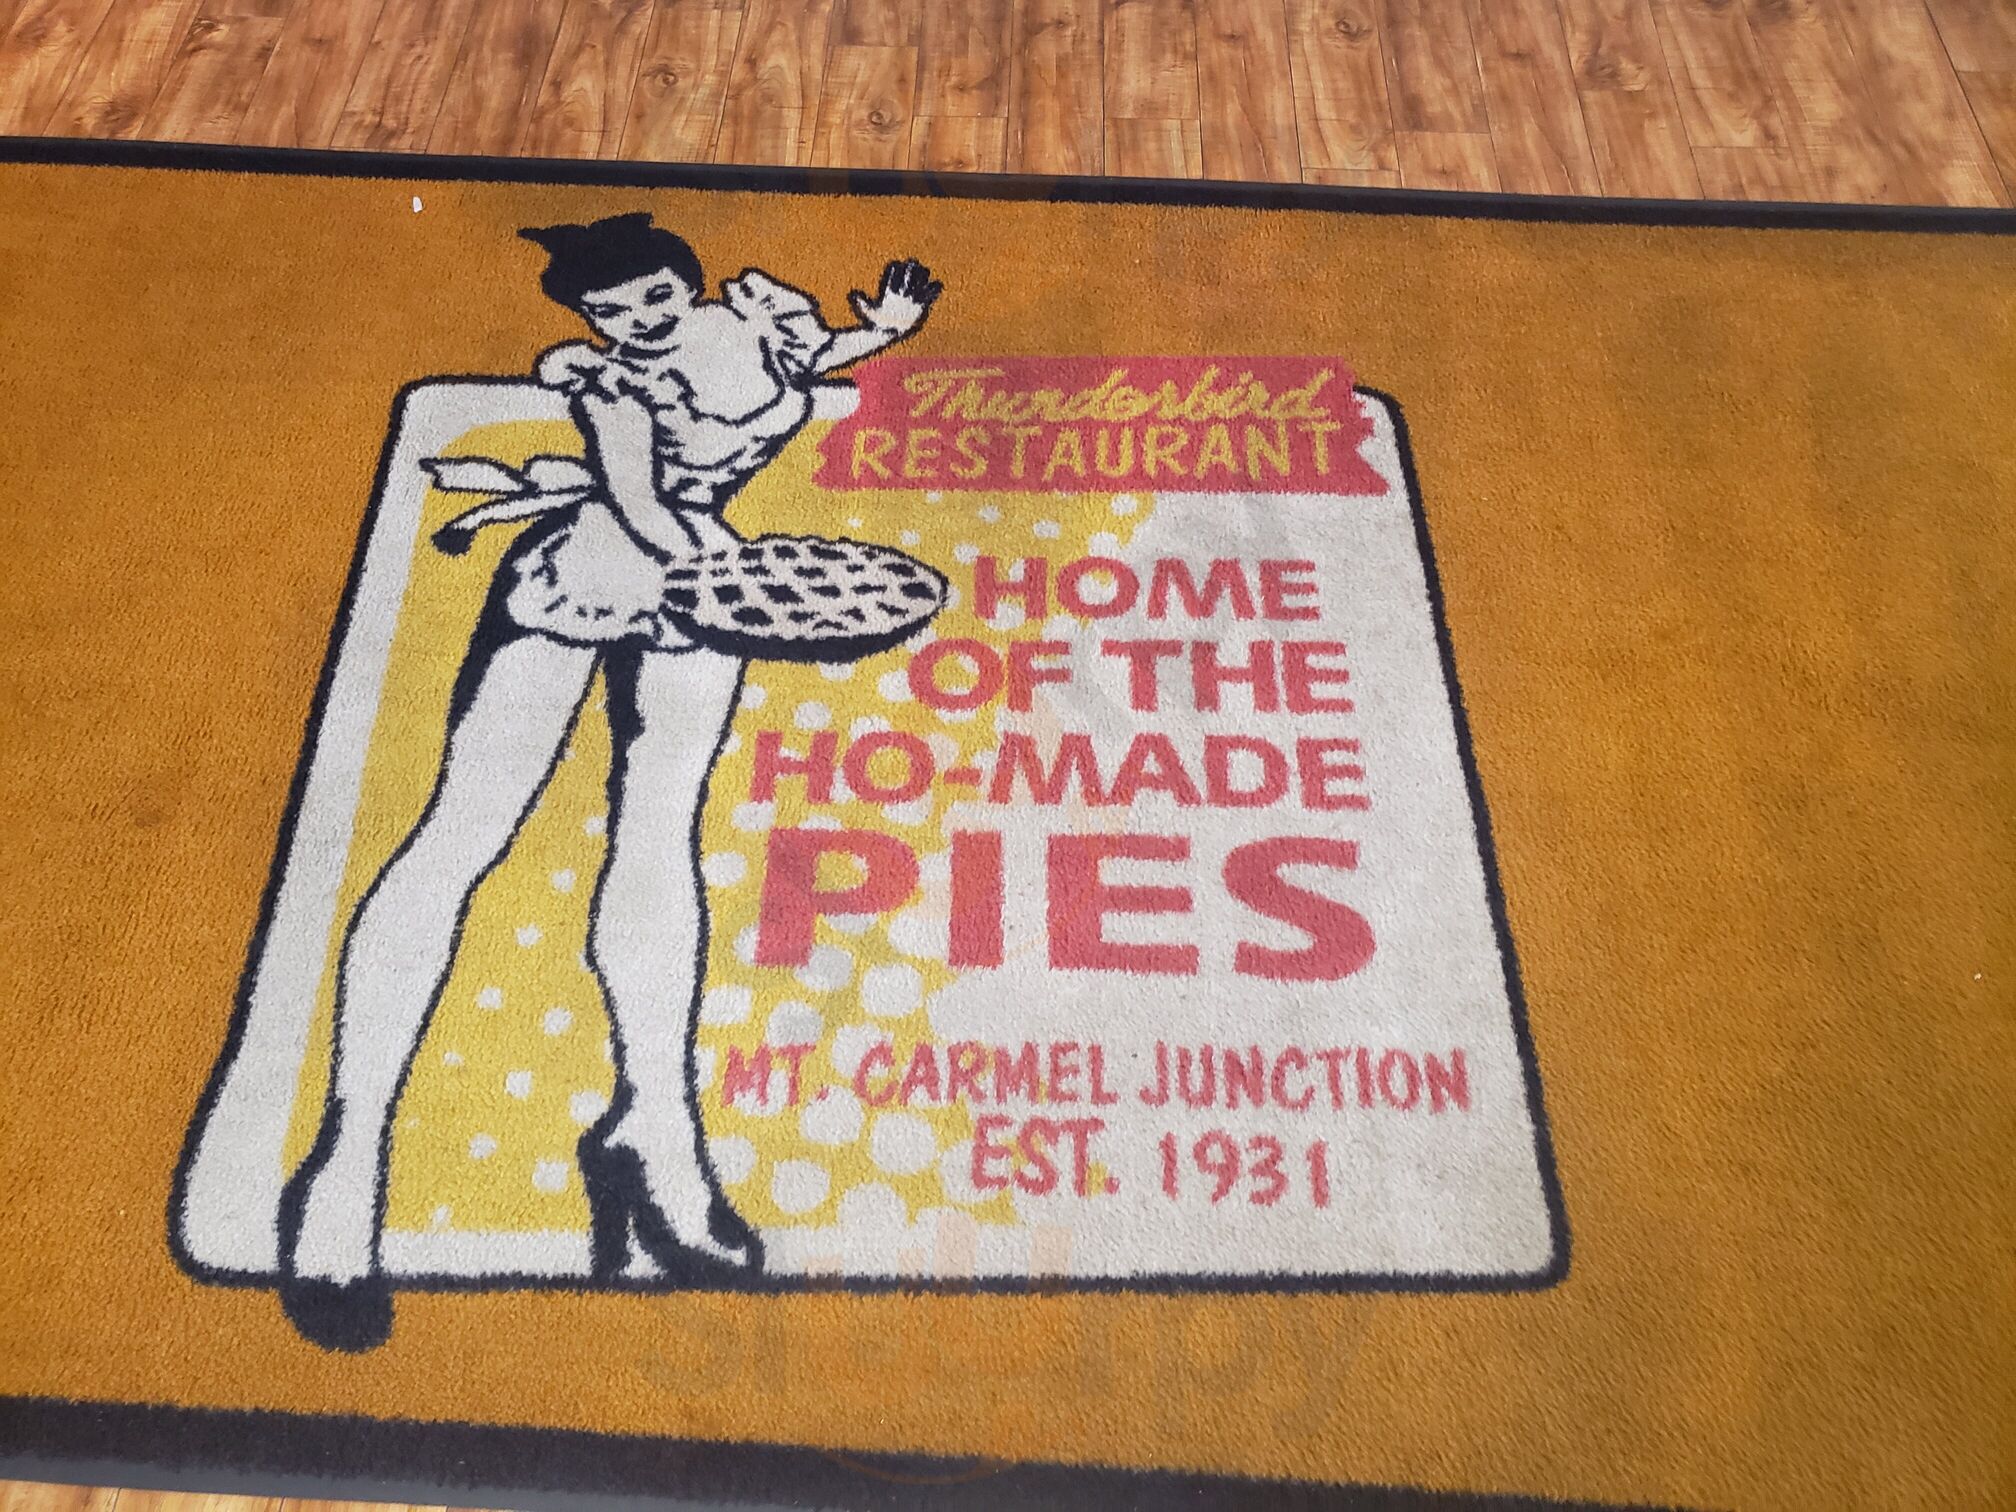 Thunderbird
RESTAURANT
HOME
OF THE
HO-MADE
PIES
MT. CARMEL JUNCTION
EST. 1931